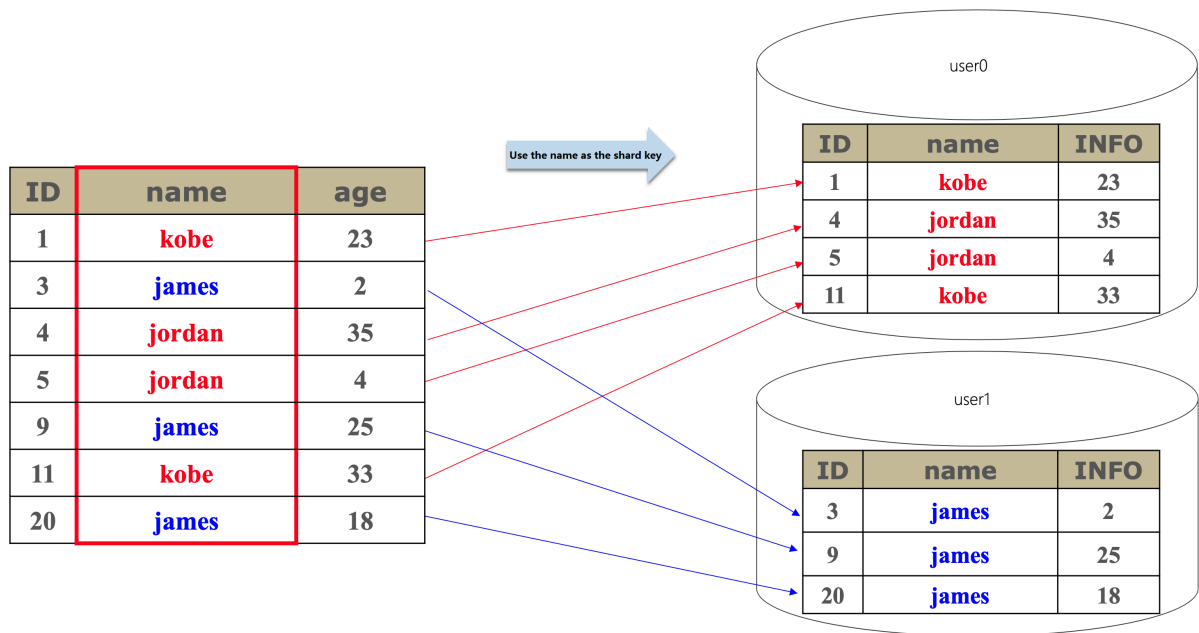 ID name age
1 kobe 23
3 james 2
4 jordan 35
5 jordan 4
9 james 25
11 kobe 33
20 james 18
Use the name as the shard key
user0
ID name INFO
1 kobe 23
4 jordan 35
5 jordan 4
11 kobe 33
user1
ID name INFO
3 james 2
9 james 25
20 james 18